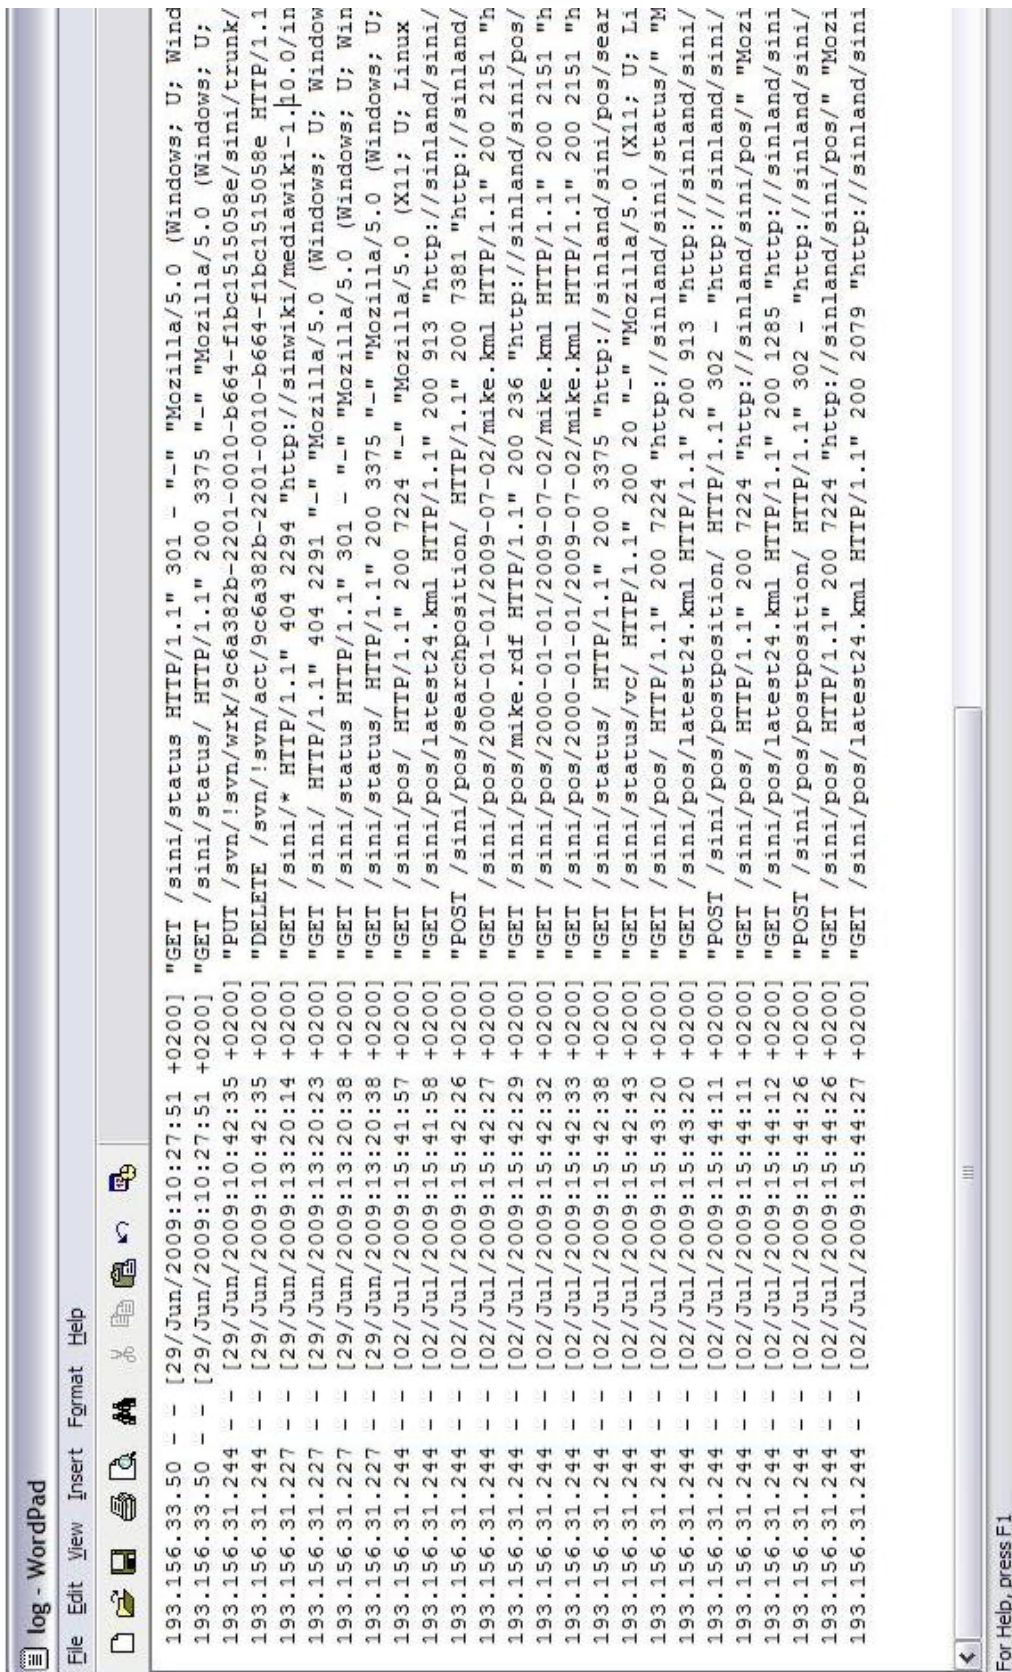 log - WordPad
File Edit View Insert Format Help
193.156.33.50 - - [29/Jun/2009:10:27:51 +0200] "GET /sini/status HTTP/1.1" 301 - "-" "Mozilla/5.0 (Windows; U; Wind
193.156.33.50 - - [29/Jun/2009:10:27:51 +0200] "GET /sini/status/ HTTP/1.1" 200 3375 "-" "Mozilla/5.0 (Windows; U;
193.156.31.244 - - [29/Jun/2009:10:42:35 +0200] "PUT /svn/!svn/wrk/9c6a382b-2201-0010-b664-f1bc1515058e/sini/trunk/
193.156.31.244 - - [29/Jun/2009:10:42:35 +0200] "DELETE /svn/!svn/act/9c6a382b-2201-0010-b664-f1bc1515058e HTTP/1.1
193.156.31.227 - - [29/Jun/2009:13:20:14 +0200] "GET /sini/* HTTP/1.1" 404 2294 "http://sinwiki/mediawiki-1.10.0/in
193.156.31.227 - - [29/Jun/2009:13:20:23 +0200] "GET /sini/ HTTP/1.1" 404 2291 "-" "Mozilla/5.0 (Windows; U; Window
193.156.31.227 - - [29/Jun/2009:13:20:38 +0200] "GET /sini/status HTTP/1.1" 301 - "-" "Mozilla/5.0 (Windows; U; Win
193.156.31.227 - - [29/Jun/2009:13:20:38 +0200] "GET /sini/status/ HTTP/1.1" 200 3375 "-" "Mozilla/5.0 (Windows; U;
193.156.31.244 - - [02/Jul/2009:15:41:57 +0200] "GET /sini/pos/ HTTP/1.1" 200 7224 "-" "Mozilla/5.0 (X11; U; Linux
193.156.31.244 - - [02/Jul/2009:15:41:58 +0200] "GET /sini/pos/latest24.kml HTTP/1.1" 200 913 "http://sinland/sini/
193.156.31.244 - - [02/Jul/2009:15:42:26 +0200] "POST /sini/pos/searchposition/ HTTP/1.1" 200 7381 "http://sinland/
193.156.31.244 - - [02/Jul/2009:15:42:27 +0200] "GET /sini/pos/2000-01-01/2009-07-02/mike.kml HTTP/1.1" 200 2151 "h
193.156.31.244 - - [02/Jul/2009:15:42:29 +0200] "GET /sini/pos/mike.rdf HTTP/1.1" 200 236 "http://sinland/sini/pos/
193.156.31.244 - - [02/Jul/2009:15:42:32 +0200] "GET /sini/pos/2000-01-01/2009-07-02/mike.kml HTTP/1.1" 200 2151 "h
193.156.31.244 - - [02/Jul/2009:15:42:33 +0200] "GET /sini/pos/2000-01-01/2009-07-02/mike.kml HTTP/1.1" 200 2151 "h
193.156.31.244 - - [02/Jul/2009:15:42:38 +0200] "GET /sini/status/ HTTP/1.1" 200 3375 "http://sinland/sini/pos/sear
193.156.31.244 - - [02/Jul/2009:15:42:43 +0200] "GET /sini/status/vc/ HTTP/1.1" 200 20 "-" "Mozilla/5.0 (X11; U; Li
193.156.31.244 - - [02/Jul/2009:15:43:20 +0200] "GET /sini/pos/ HTTP/1.1" 200 7224 "http://sinland/sini/status/" "M
193.156.31.244 - - [02/Jul/2009:15:43:20 +0200] "GET /sini/pos/latest24.kml HTTP/1.1" 200 913 "http://sinland/sini/
193.156.31.244 - - [02/Jul/2009:15:44:11 +0200] "POST /sini/pos/postposition/ HTTP/1.1" 302 - "http://sinland/sini/
193.156.31.244 - - [02/Jul/2009:15:44:11 +0200] "GET /sini/pos/ HTTP/1.1" 200 7224 "http://sinland/sini/pos/" "Mozi
193.156.31.244 - - [02/Jul/2009:15:44:12 +0200] "GET /sini/pos/latest24.kml HTTP/1.1" 200 1285 "http://sinland/sini
193.156.31.244 - - [02/Jul/2009:15:44:26 +0200] "POST /sini/pos/postposition/ HTTP/1.1" 302 - "http://sinland/sini/
193.156.31.244 - - [02/Jul/2009:15:44:26 +0200] "GET /sini/pos/ HTTP/1.1" 200 7224 "http://sinland/sini/pos/" "Mozi
193.156.31.244 - - [02/Jul/2009:15:44:27 +0200] "GET /sini/pos/latest24.kml HTTP/1.1" 200 2079 "http://sinland/sini
For Help, press F1